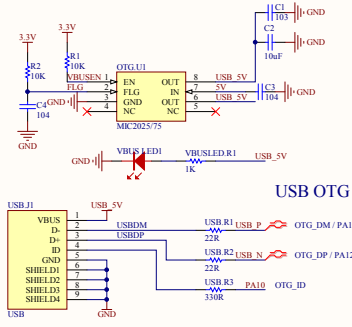 C1
103
GND
3.3V
3.3V
C2
10uF
GND
R2
10K
R1
10K
OTG.U1
VBUSEN 1 EN OUT 8 USB_5V
FLG 2 FLG IN 7 5V C3 GND
GND 3 GND OUT 6 USB_5V 104
4 NC NC 5
C4
104
MIC2025/75
GND
VBUS LED1
VBUSLED.R1
GND
1K
USB_5V
USB OTG
USB.J1
USB_5V
VBUS 1
D- 2 USBDM USB.R1 USB_P OTG_DM / PA11
22R
D+ 3 USBDP
ID 4
GND 5 USB.R2 USB_N OTG_DP / PA12
22R
SHIELD1 6
SHIELD2 7
SHIELD3 8 USB.R3 PA10 OTG_ID
330R
SHIELD4 9
USB
GND